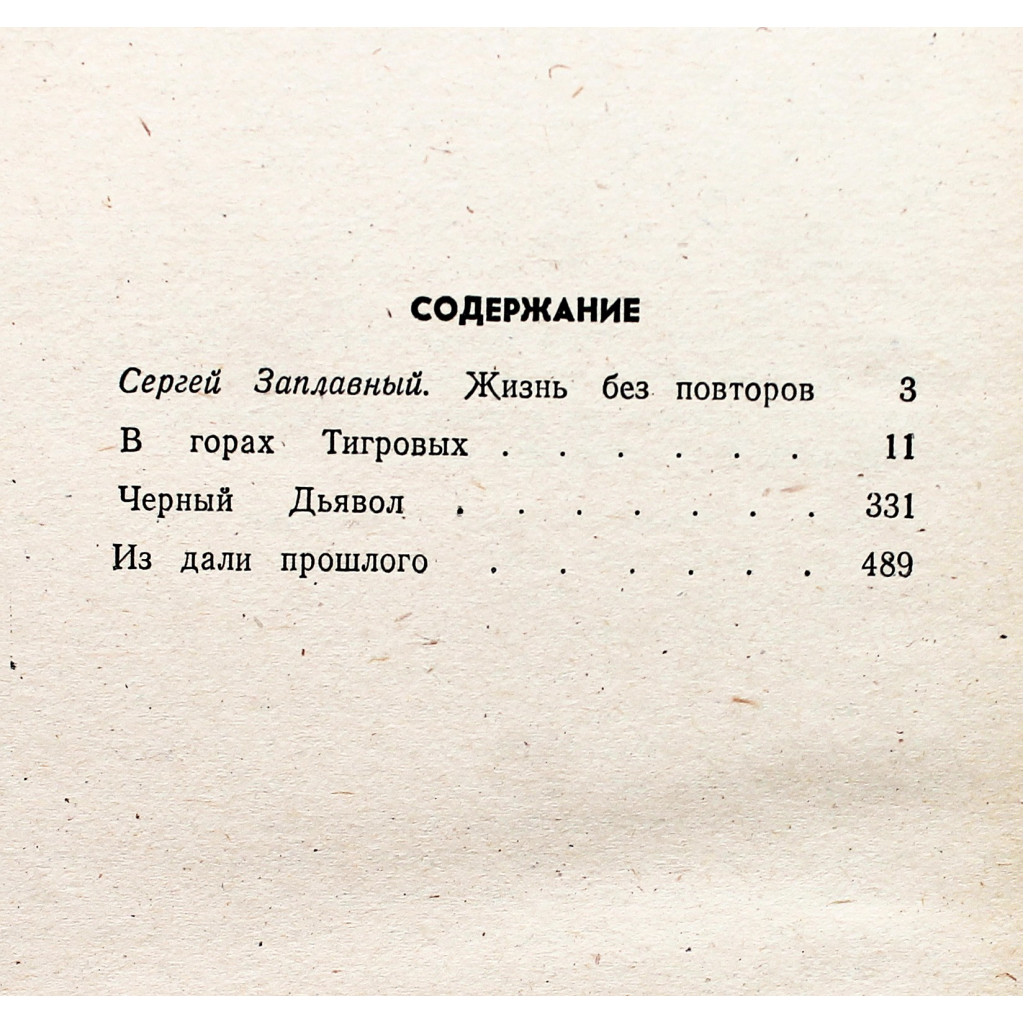 СОДЕРЖАНИЕ
Сергей Заплавный. Жизнь без повторов 3
В горах Тигровых . . . . . . 11
Черный Дьявол . . . . . . . 331
Из дали прошлого . . . . . . 489